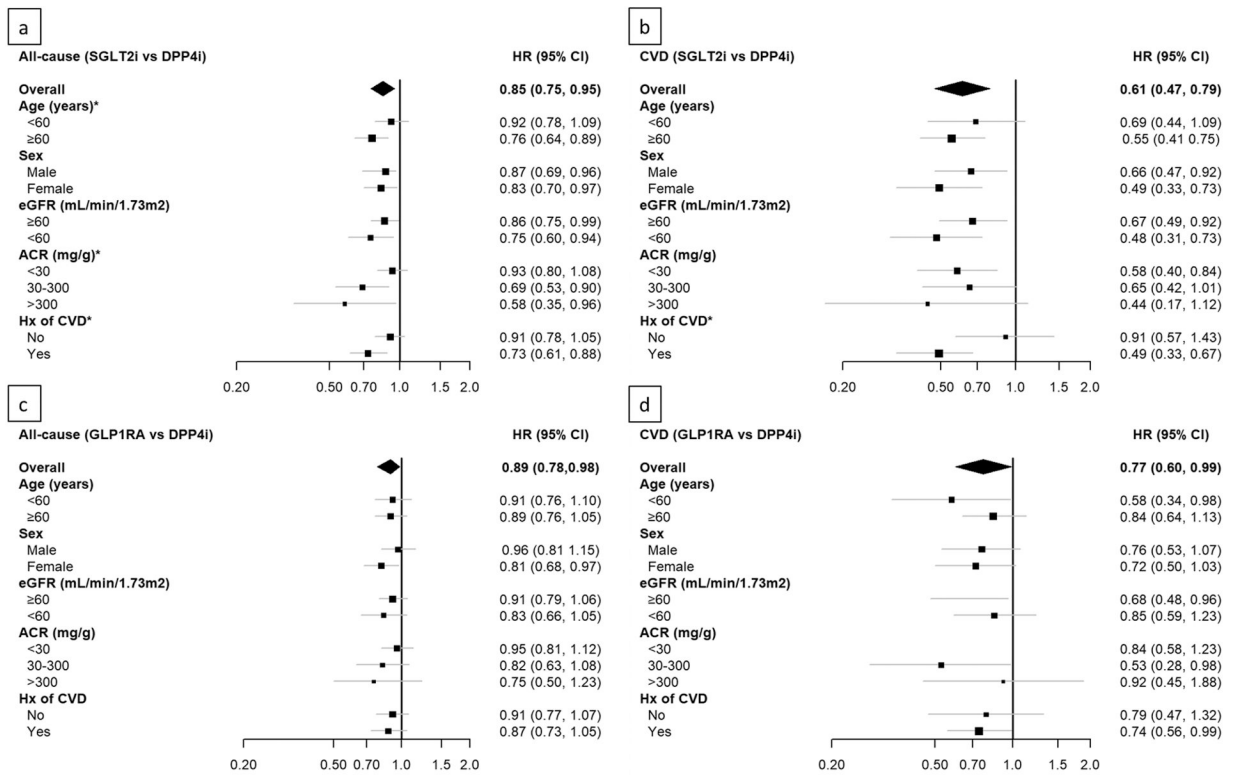 a
All-cause (SGLT2i vs DPP4i) HR (95% CI)
Overall 0.85 (0.75, 0.95)
Age (years)*
<60 0.92 (0.78, 1.09)
≥60 0.76 (0.64, 0.89)
Sex
Male 0.87 (0.69, 0.96)
Female 0.83 (0.70, 0.97)
eGFR (mL/min/1.73m2)
≥60 0.86 (0.75, 0.99)
<60 0.75 (0.60, 0.94)
ACR (mg/g)*
<30 0.93 (0.80, 1.08)
30-300 0.69 (0.53, 0.90)
>300 0.58 (0.35, 0.96)
Hx of CVD*
No 0.91 (0.78, 1.05)
Yes 0.73 (0.61, 0.88)
0.20 0.50 0.70 1.0 1.5 2.0
b
CVD (SGLT2i vs DPP4i) HR (95% CI)
Overall 0.61 (0.47, 0.79)
Age (years)
<60 0.69 (0.44, 1.09)
≥60 0.55 (0.41 0.75)
Sex
Male 0.66 (0.47, 0.92)
Female 0.49 (0.33, 0.73)
eGFR (mL/min/1.73m2)
≥60 0.67 (0.49, 0.92)
<60 0.48 (0.31, 0.73)
ACR (mg/g)
<30 0.58 (0.40, 0.84)
30-300 0.65 (0.42, 1.01)
>300 0.44 (0.17, 1.12)
Hx of CVD*
No 0.91 (0.57, 1.43)
Yes 0.49 (0.33, 0.67)
0.20 0.50 0.70 1.0 1.5 2.0
c
All-cause (GLP1RA vs DPP4i) HR (95% CI)
Overall 0.89 (0.78,0.98)
Age (years)
<60 0.91 (0.76, 1.10)
≥60 0.89 (0.76, 1.05)
Sex
Male 0.96 (0.81 1.15)
Female 0.81 (0.68, 0.97)
eGFR (mL/min/1.73m2)
≥60 0.91 (0.79, 1.06)
<60 0.83 (0.66, 1.05)
ACR (mg/g)
<30 0.95 (0.81, 1.12)
30-300 0.82 (0.63, 1.08)
>300 0.75 (0.50, 1.23)
Hx of CVD
No 0.91 (0.77, 1.07)
Yes 0.87 (0.73, 1.05)
0.20 0.50 0.70 1.0 1.5 2.0
d
CVD (GLP1RA vs DPP4i) HR (95% CI)
Overall 0.77 (0.60, 0.99)
Age (years)
<60 0.58 (0.34, 0.98)
≥60 0.84 (0.64, 1.13)
Sex
Male 0.76 (0.53, 1.07)
Female 0.72 (0.50, 1.03)
eGFR (mL/min/1.73m2)
≥60 0.68 (0.48, 0.96)
<60 0.85 (0.59, 1.23)
ACR (mg/g)
<30 0.84 (0.58, 1.23)
30-300 0.53 (0.28, 0.98)
>300 0.92 (0.45, 1.88)
Hx of CVD
No 0.79 (0.47, 1.32)
Yes 0.74 (0.56, 0.99)
0.20 0.50 0.70 1.0 1.5 2.0